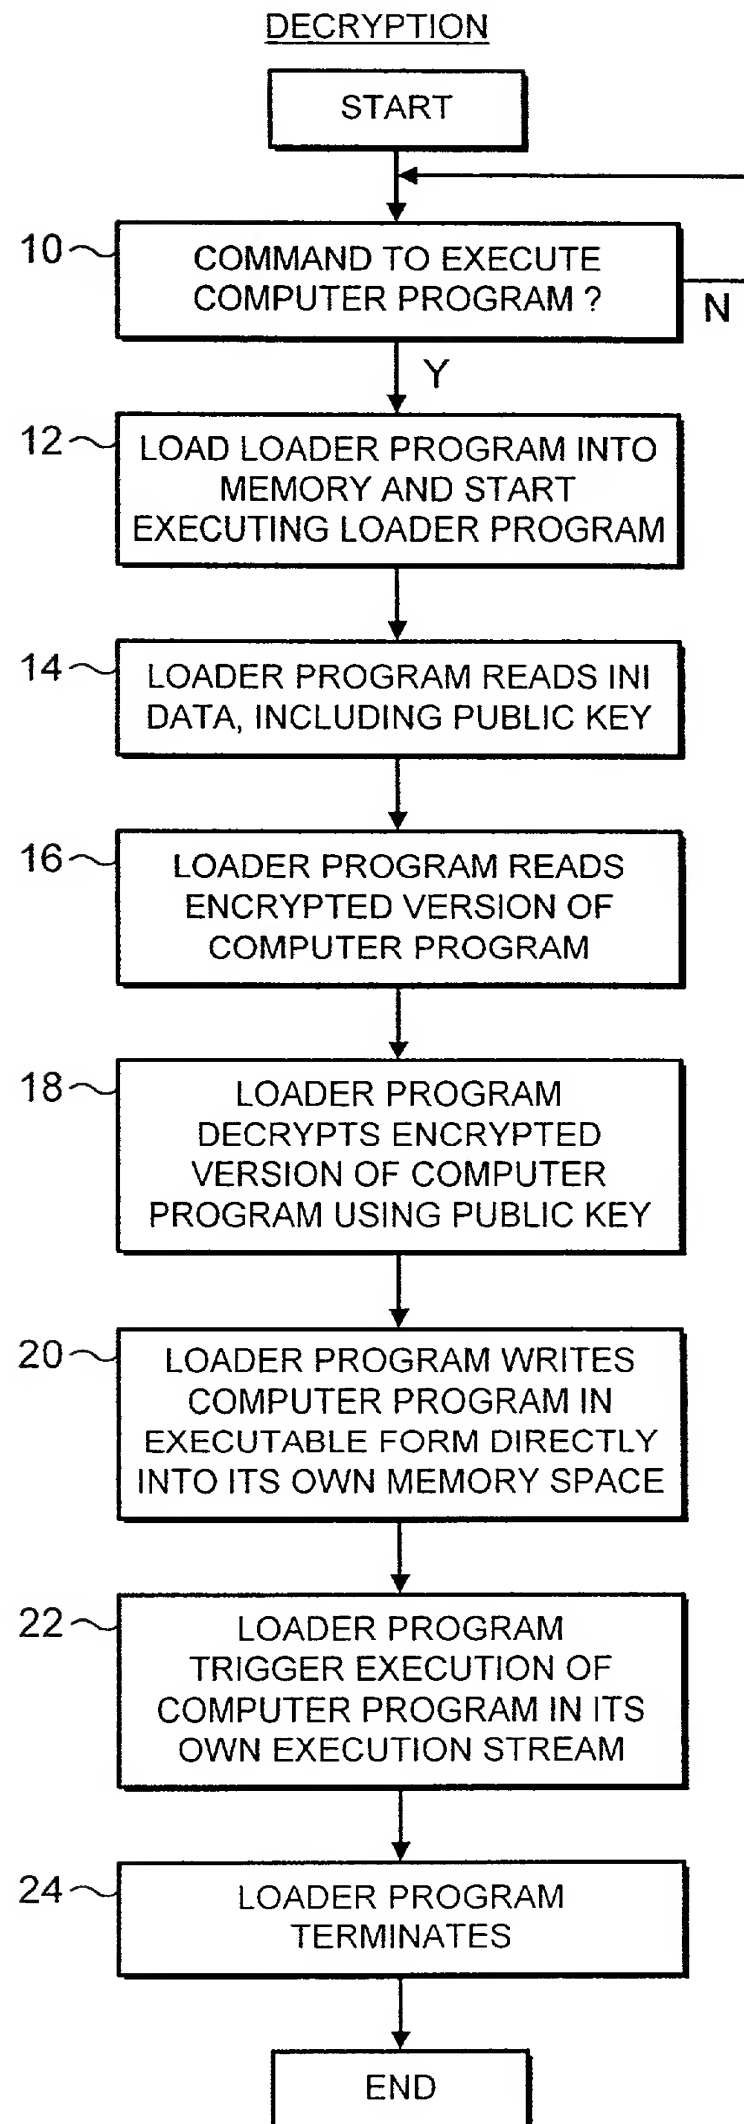 DECRYPTION
START
10
COMMAND TO EXECUTE
COMPUTER PROGRAM ?
N
Y
12
LOAD LOADER PROGRAM INTO
MEMORY AND START
EXECUTING LOADER PROGRAM
14
LOADER PROGRAM READS INI
DATA, INCLUDING PUBLIC KEY
16
LOADER PROGRAM READS
ENCRYPTED VERSION OF
COMPUTER PROGRAM
18
LOADER PROGRAM
DECRYPTS ENCRYPTED
VERSION OF COMPUTER
PROGRAM USING PUBLIC KEY
20
LOADER PROGRAM WRITES
COMPUTER PROGRAM IN
EXECUTABLE FORM DIRECTLY
INTO ITS OWN MEMORY SPACE
22
LOADER PROGRAM
TRIGGER EXECUTION OF
COMPUTER PROGRAM IN ITS
OWN EXECUTION STREAM
24
LOADER PROGRAM
TERMINATES
END